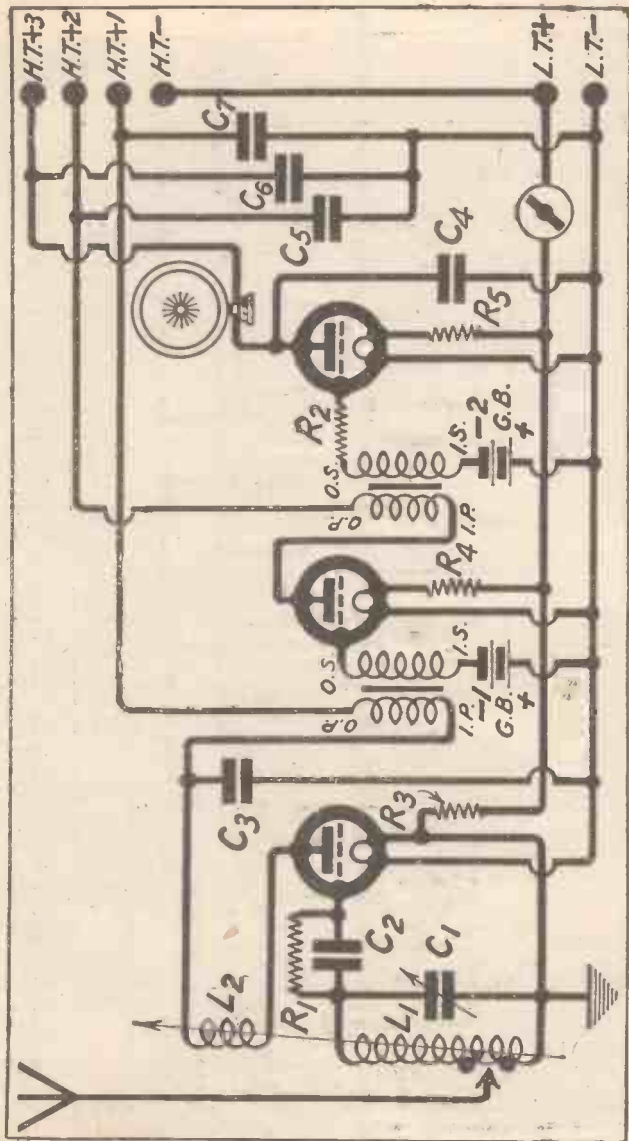 H.T.+3
H.T.+2
H.T.+1
H.T.-
L.T.+
L.T.-
C7
C6
C5
C4
R5
R2
O.S.
I.S.
-2
G.B.
+
O.P.
I.P.
R4
O.S.
I.S.
-1
G.B.
+
O.P.
I.P.
C3
R3
L2
R1
C2
C1
L1